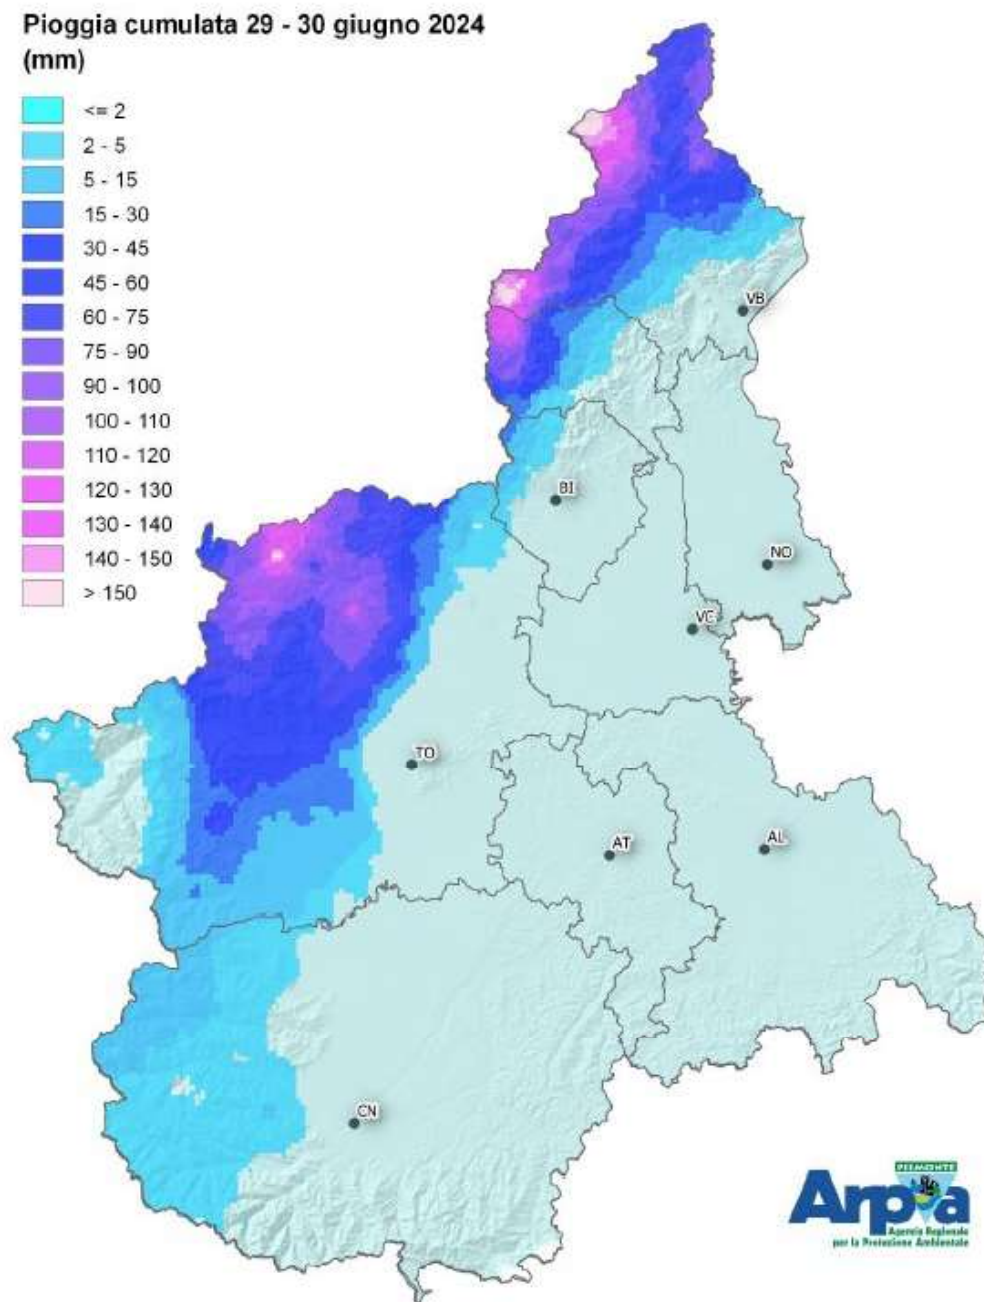 Pioggia cumulata 29 - 30 giugno 2024
(mm)
<= 2
2 - 5
5 - 15
15 - 30
30 - 45
45 - 60
60 - 75
75 - 90
90 - 100
100 - 110
110 - 120
120 - 130
130 - 140
140 - 150
> 150
VB
BI
NO
VC
TO
AT
AL
CN
PIEMONTE
Arpa
Agenzia Regionale
per la Protezione Ambientale